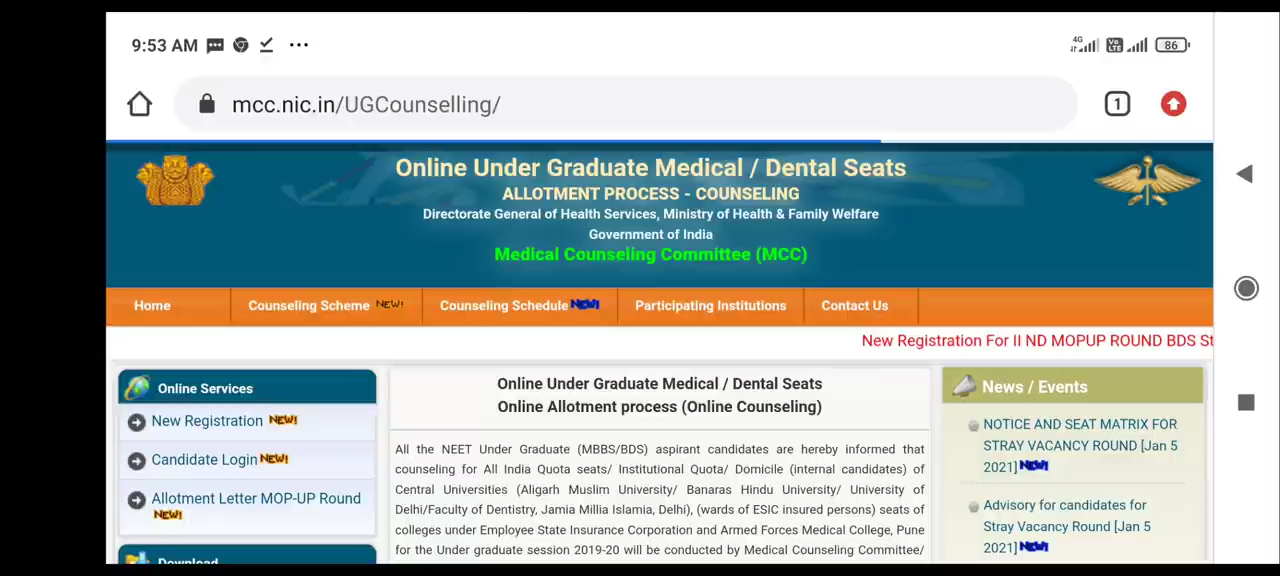 9:53 AM
4G
Vo LTE
86
mcc.nic.in/UGCounselling/
1
Online Under Graduate Medical / Dental Seats
ALLOTMENT PROCESS - COUNSELING
Directorate General of Health Services, Ministry of Health & Family Welfare
Government of India
Medical Counseling Committee (MCC)
Home
Counseling Scheme NEW!
Counseling Schedule NEW!
Participating Institutions
Contact Us
New Registration For II ND MOPUP ROUND BDS St
Online Services
New Registration NEW!
Candidate Login NEW!
Allotment Letter MOP-UP Round
NEW!
Download
Online Under Graduate Medical / Dental Seats
Online Allotment process (Online Counseling)
All the NEET Under Graduate (MBBS/BDS) aspirant candidates are hereby informed that
counseling for All India Quota seats/ Institutional Quota/ Domicile (internal candidates) of
Central Universities (Aligarh Muslim University/ Banaras Hindu University/ University of
Delhi/Faculty of Dentistry, Jamia Millia Islamia, Delhi), (wards of ESIC insured persons) seats of
colleges under Employee State Insurance Corporation and Armed Forces Medical College, Pune
for the Under graduate session 2019-20 will be conducted by Medical Counseling Committee/
News / Events
NOTICE AND SEAT MATRIX FOR
STRAY VACANCY ROUND [Jan 5
2021] NEW!
Advisory for candidates for
Stray Vacancy Round [Jan 5
2021] NEW!